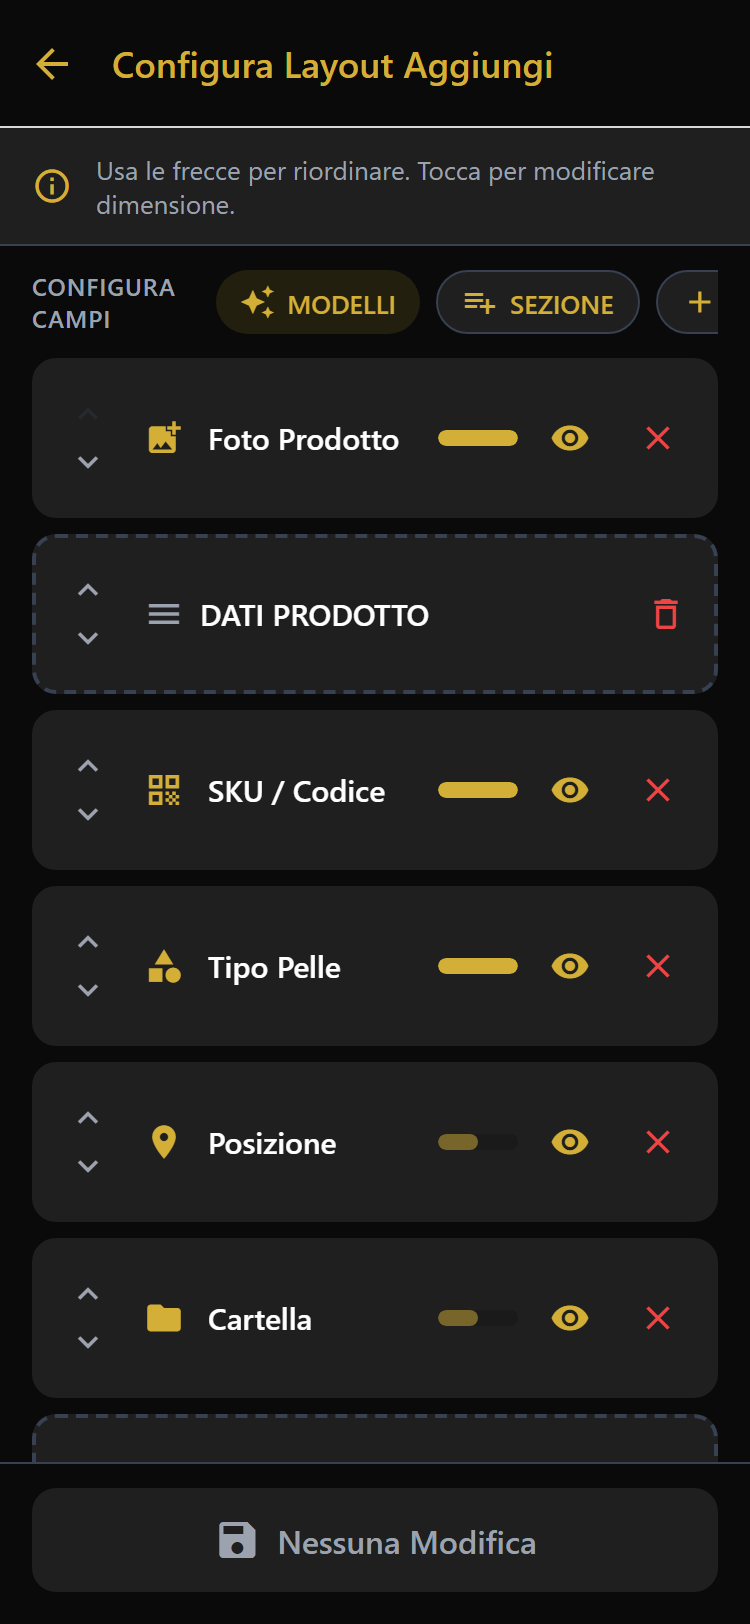 Configura Layout Aggiungi
Usa le frecce per riordinare. Tocca per modificare
dimensione.
CONFIGURA
CAMPI
MODELLI
SEZIONE
Foto Prodotto
DATI PRODOTTO
SKU / Codice
Tipo Pelle
Posizione
Cartella
Nessuna Modifica